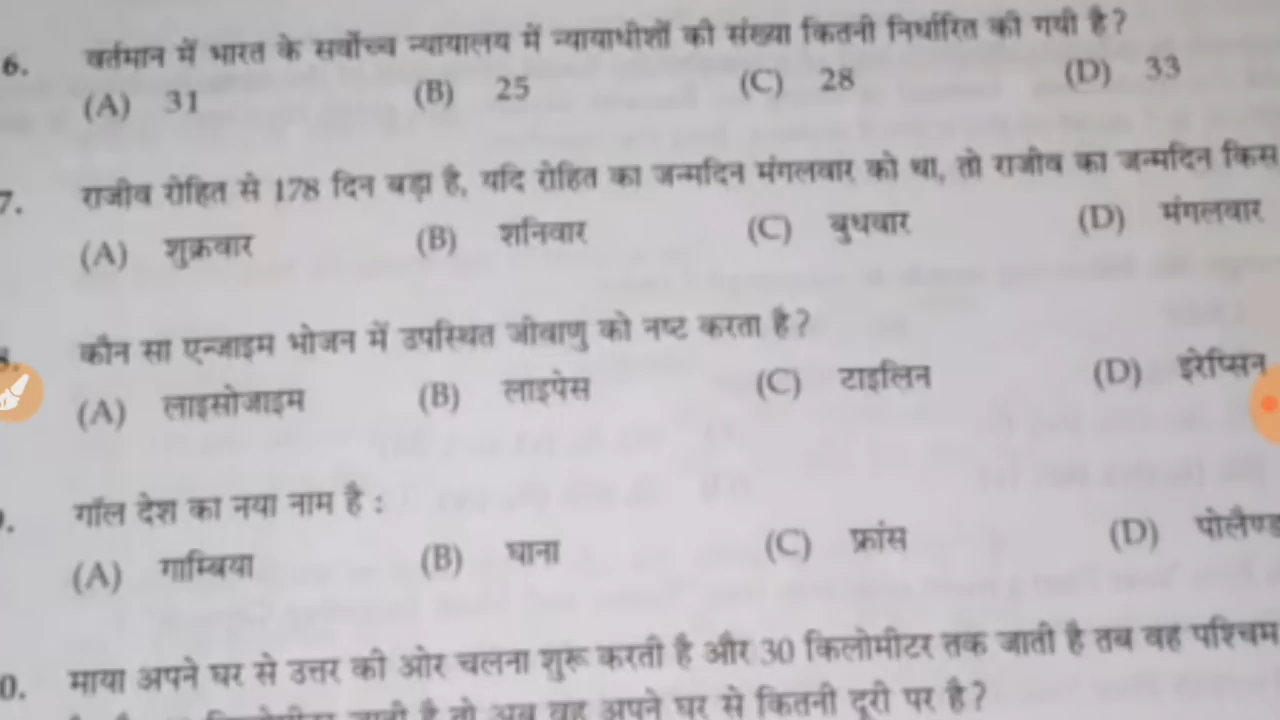 6. वर्तमान में भारत के सर्वोच्च न्यायालय में न्यायाधीशों की संख्या कितनी निर्धारित की गयी है?
(A) 31 (B) 25 (C) 28 (D) 33
7. राजीव रोहित से 178 दिन बड़ा है, यदि रोहित का जन्मदिन मंगलवार को था, तो राजीव का जन्मदिन किस
(A) शुक्रवार (B) शनिवार (C) बुधवार (D) मंगलवार
कौन सा एन्जाइम भोजन में उपस्थित जीवाणु को नष्ट करता है?
(A) लाइसोजाइम (B) लाइपेस (C) टाइलिन (D) इरेप्सिन
गॉल देश का नया नाम है :
(A) गाम्बिया (B) घाना (C) फ्रांस (D) पोलैण्ड
0. माया अपने घर से उत्तर की ओर चलना शुरू करती है और 30 किलोमीटर तक जाती है तब वह पश्चिम
किलोमीटर जाती है तो अब वह अपने घर से कितनी दूरी पर है?